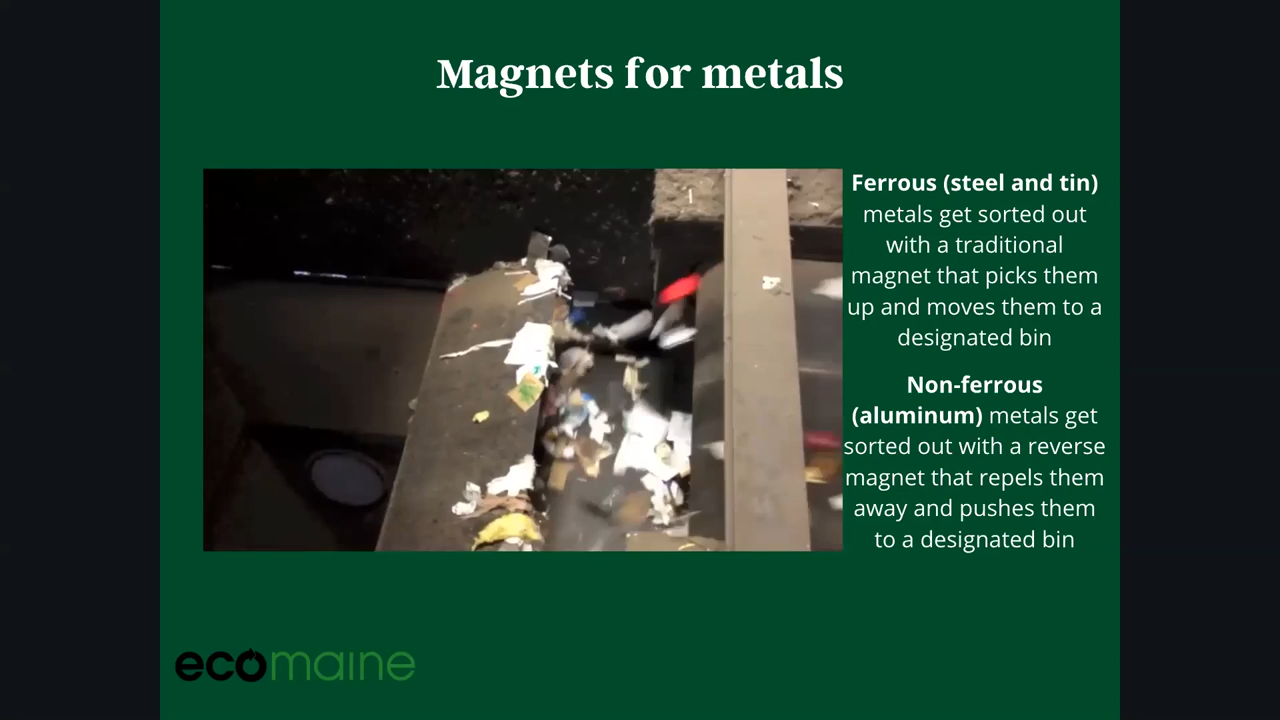 Magnets for metals
Ferrous (steel and tin)
metals get sorted out
with a traditional
magnet that picks them
up and moves them to a
designated bin
Non-ferrous
(aluminum) metals get
sorted out with a reverse
magnet that repels them
away and pushes them
to a designated bin
ecomaine